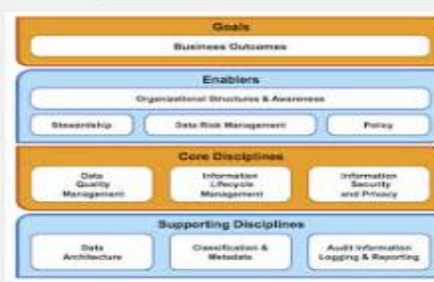 Goals
Business Outcomes
Enablers
Organizational Structures & Awareness
Stewardship
Data Risk Management
Policy
Core Disciplines
Data
Quality
Management
Information
Lifecycle
Management
Information
Security
and Privacy
Supporting Disciplines
Data
Architecture
Classification &
Metadata
Audit Information
Logging & Reporting